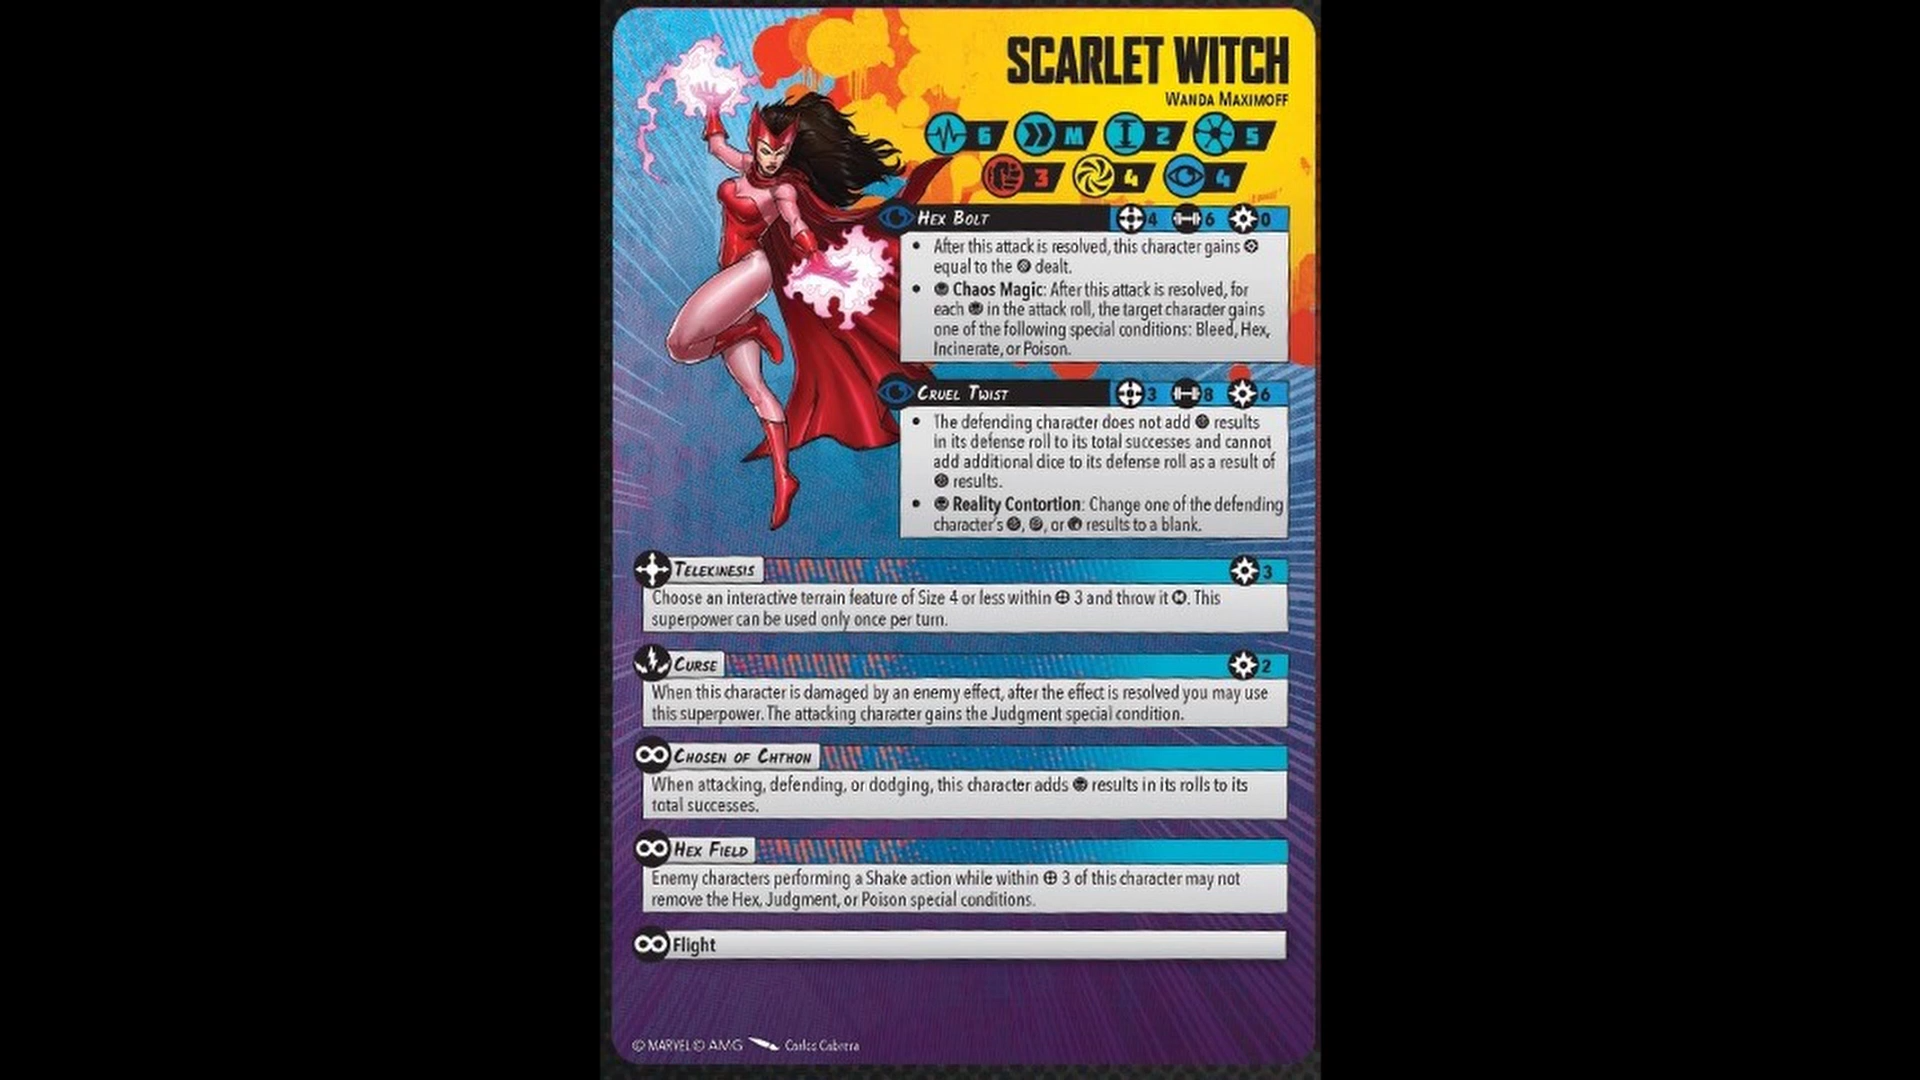 SCARLET WITCH
WANDA MAXIMOFF
6 M 2 5
3 4 4
HEX BOLT 4 6 0
• After this attack is resolved, this character gains
equal to the dealt.
• Chaos Magic: After this attack is resolved, for
each in the attack roll, the target character gains
one of the following special conditions: Bleed, Hex,
Incinerate, or Poison.
CRUEL TWIST 3 8 6
• The defending character does not add results
in its defense roll to its total successes and cannot
add additional dice to its defense roll as a result of
results.
• Reality Contortion: Change one of the defending
character's , , or results to a blank.
TELEKINESIS 3
Choose an interactive terrain feature of Size 4 or less within 3 and throw it M. This
superpower can be used only once per turn.
CURSE 2
When this character is damaged by an enemy effect, after the effect is resolved you may use
this superpower. The attacking character gains the Judgment special condition.
CHOSEN OF CHTHON
When attacking, defending, or dodging, this character adds results in its rolls to its
total successes.
HEX FIELD
Enemy characters performing a Shake action while within 3 of this character may not
remove the Hex, Judgment, or Poison special conditions.
Flight
© MARVEL © AMG Carlos Cabrera